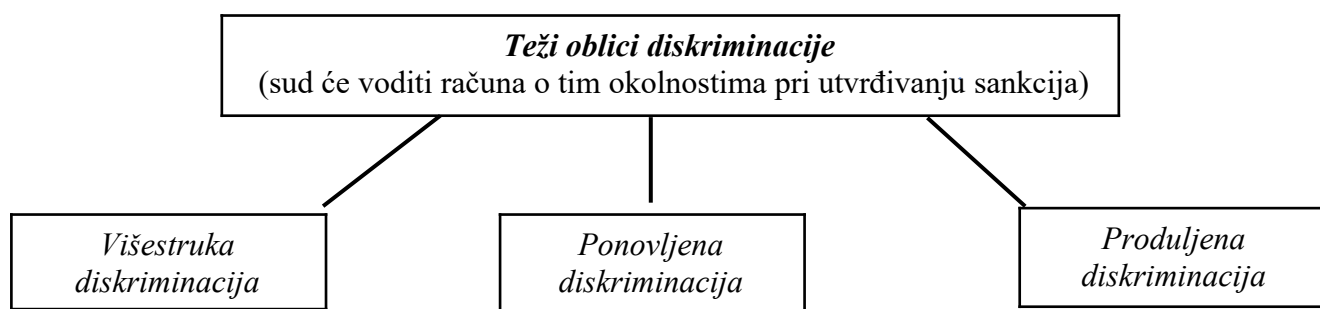 Teži oblici diskriminacije
(sud će voditi računa o tim okolnostima pri utvrđivanju sankcija)
Višestruka
diskriminacija
Ponovljena
diskriminacija
Produljena
diskriminacija